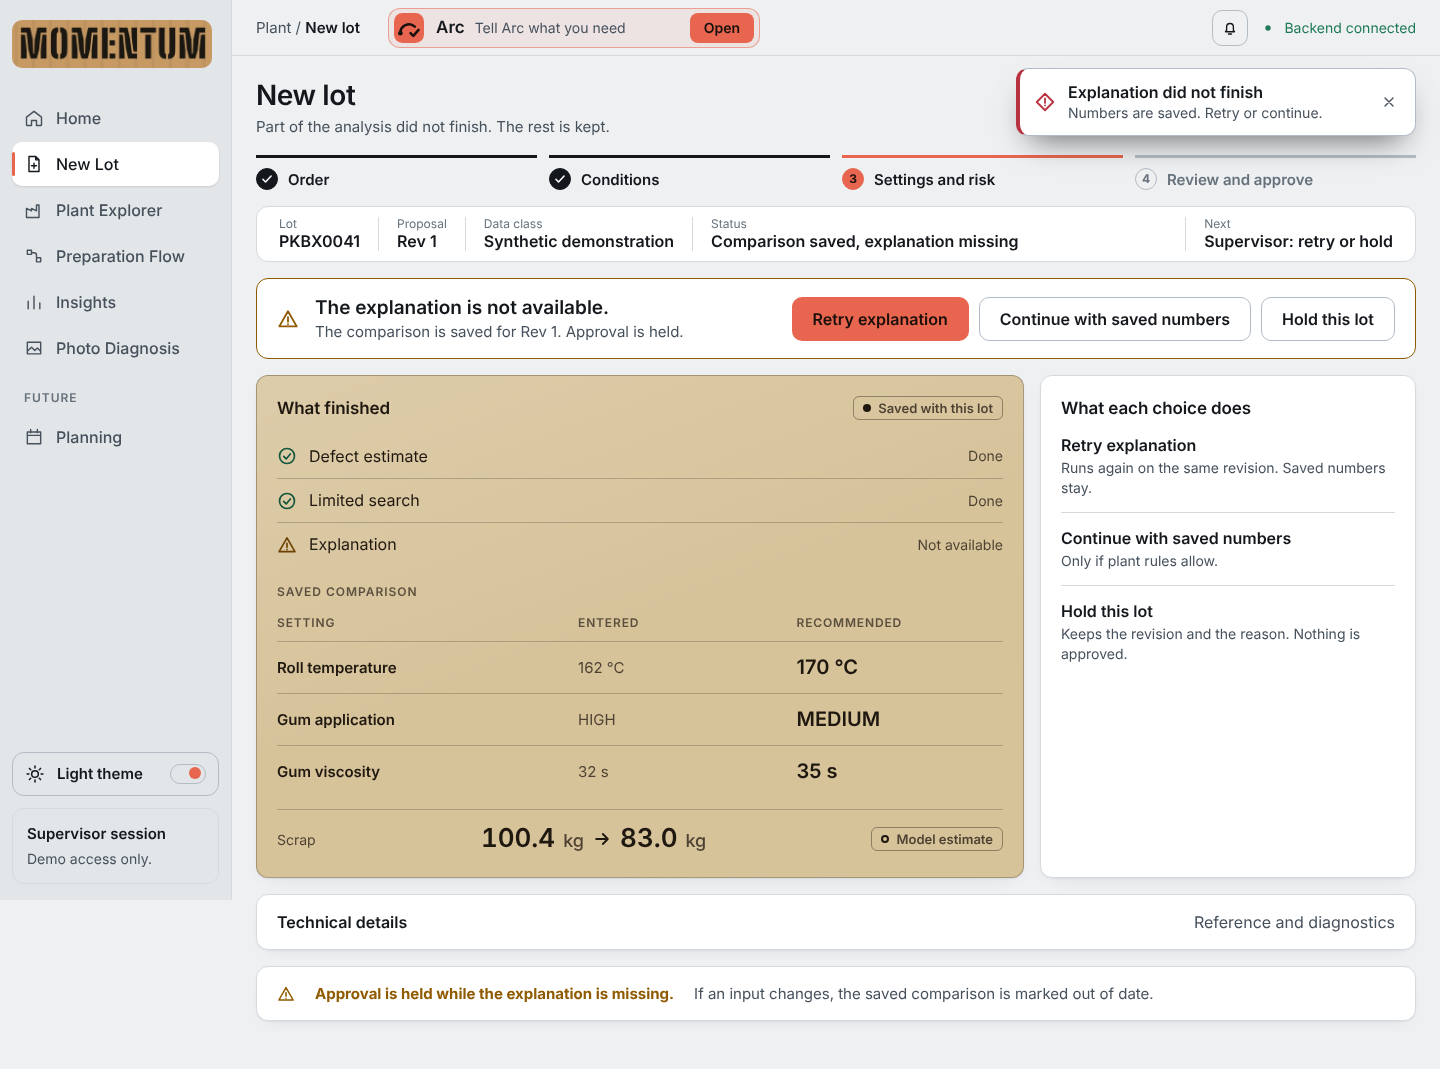 MOMENTUM
Plant / New lot
Arc Tell Arc what you need Open
Backend connected
Home
New Lot
Plant Explorer
Preparation Flow
Insights
Photo Diagnosis
FUTURE
Planning
Light theme
Supervisor session
Demo access only.
New lot
Part of the analysis did not finish. The rest is kept.
Explanation did not finish
Numbers are saved. Retry or continue.
Order
Conditions
3 Settings and risk
4 Review and approve
Lot
PKBX0041
Proposal
Rev 1
Data class
Synthetic demonstration
Status
Comparison saved, explanation missing
Next
Supervisor: retry or hold
The explanation is not available.
The comparison is saved for Rev 1. Approval is held.
Retry explanation
Continue with saved numbers
Hold this lot
What finished
Saved with this lot
Defect estimate Done
Limited search Done
Explanation Not available
SAVED COMPARISON
SETTING ENTERED RECOMMENDED
Roll temperature 162 °C 170 °C
Gum application HIGH MEDIUM
Gum viscosity 32 s 35 s
Scrap 100.4 kg → 83.0 kg Model estimate
What each choice does
Retry explanation
Runs again on the same revision. Saved numbers
stay.
Continue with saved numbers
Only if plant rules allow.
Hold this lot
Keeps the revision and the reason. Nothing is
approved.
Technical details Reference and diagnostics
Approval is held while the explanation is missing. If an input changes, the saved comparison is marked out of date.